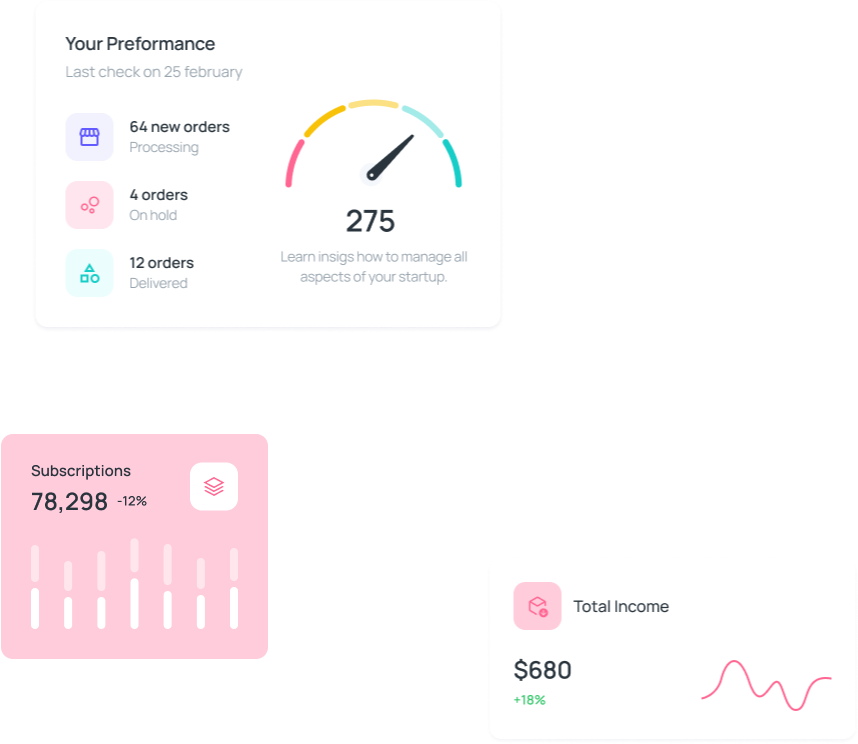 Your Preformance
Last check on 25 february
64 new orders
Processing
4 orders
On hold
12 orders
Delivered
275
Learn insigs how to manage all
aspects of your startup.
Subscriptions
78,298 -12%
Total Income
$680
+18%